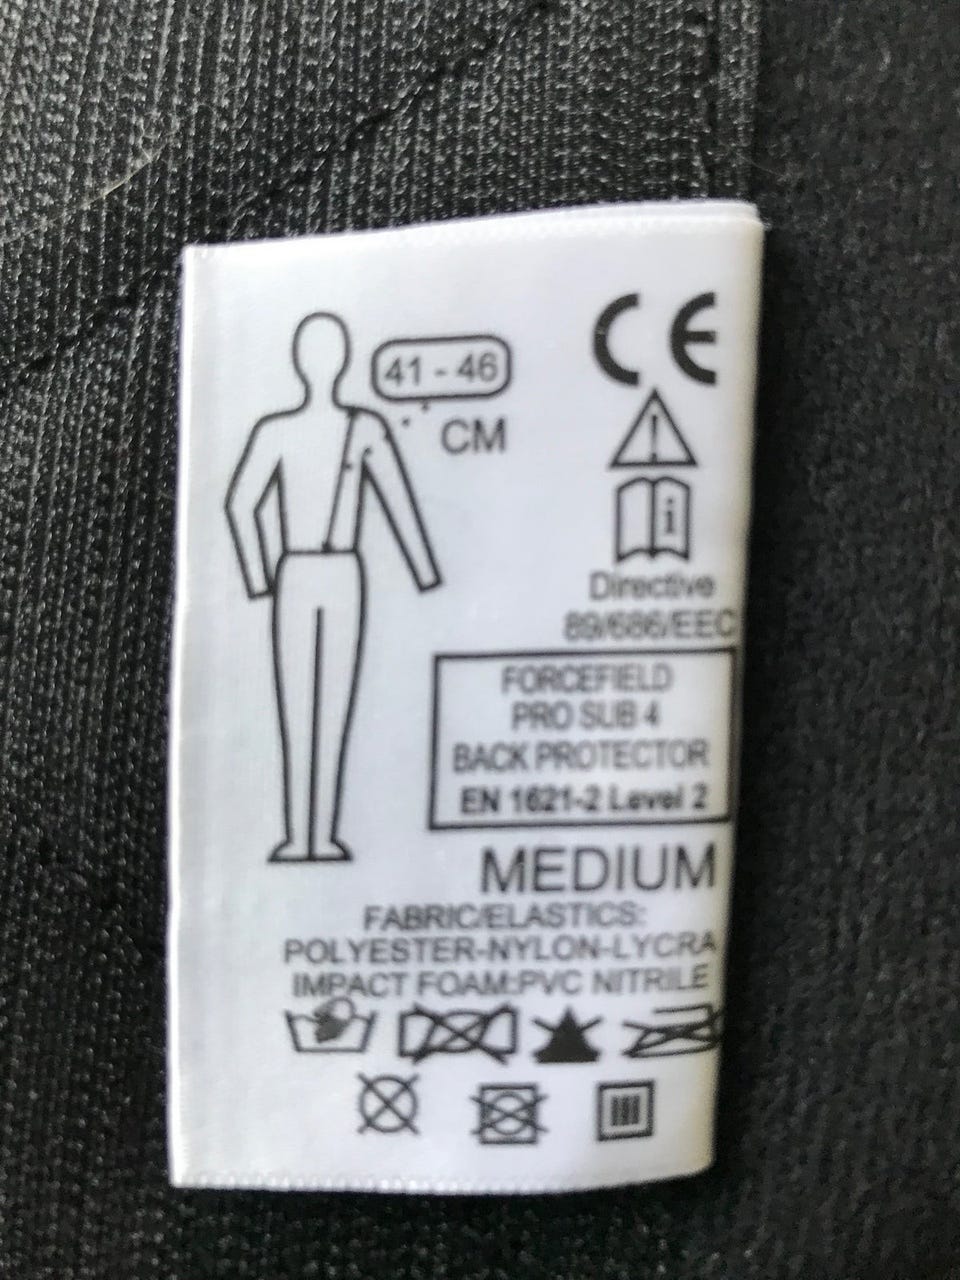 CE
41 - 46
CM
i
Directive
89/686/EEC
FORCEFIELD
PRO SUB 4
BACK PROTECTOR
EN 1621-2 Level 2
MEDIUM
FABRIC/ELASTICS:
POLYESTER-NYLON-LYCRA
IMPACT FOAM:PVC NITRILE